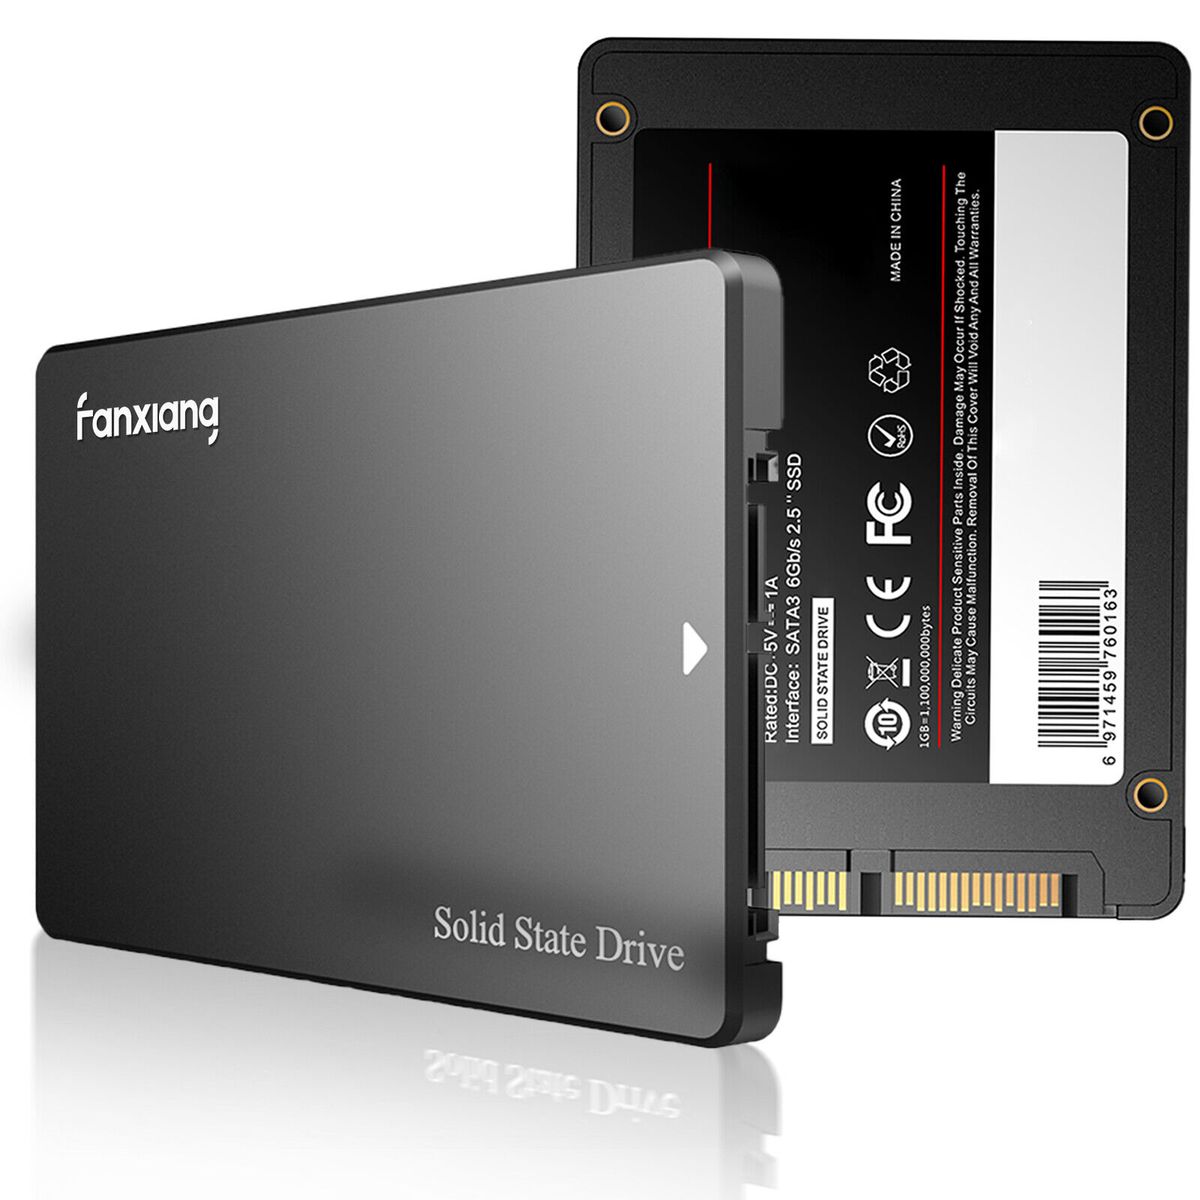 fanxiang
Solid State Drive
Rated:DC 5V 1A
Interface: SATA3 6Gb/s 2.5" SSD
SOLID STATE DRIVE
MADE IN CHINA
RoHS
FC
CE
10
1GB=1,100,000,000bytes
Warning Delicate Product Sensitive Parts Inside. Damage May Occur If Shocked. Touching The
Circuits May Cause Malfunction. Removal Of This Cover Will Void Any And All Warranties.
6 971459 760163